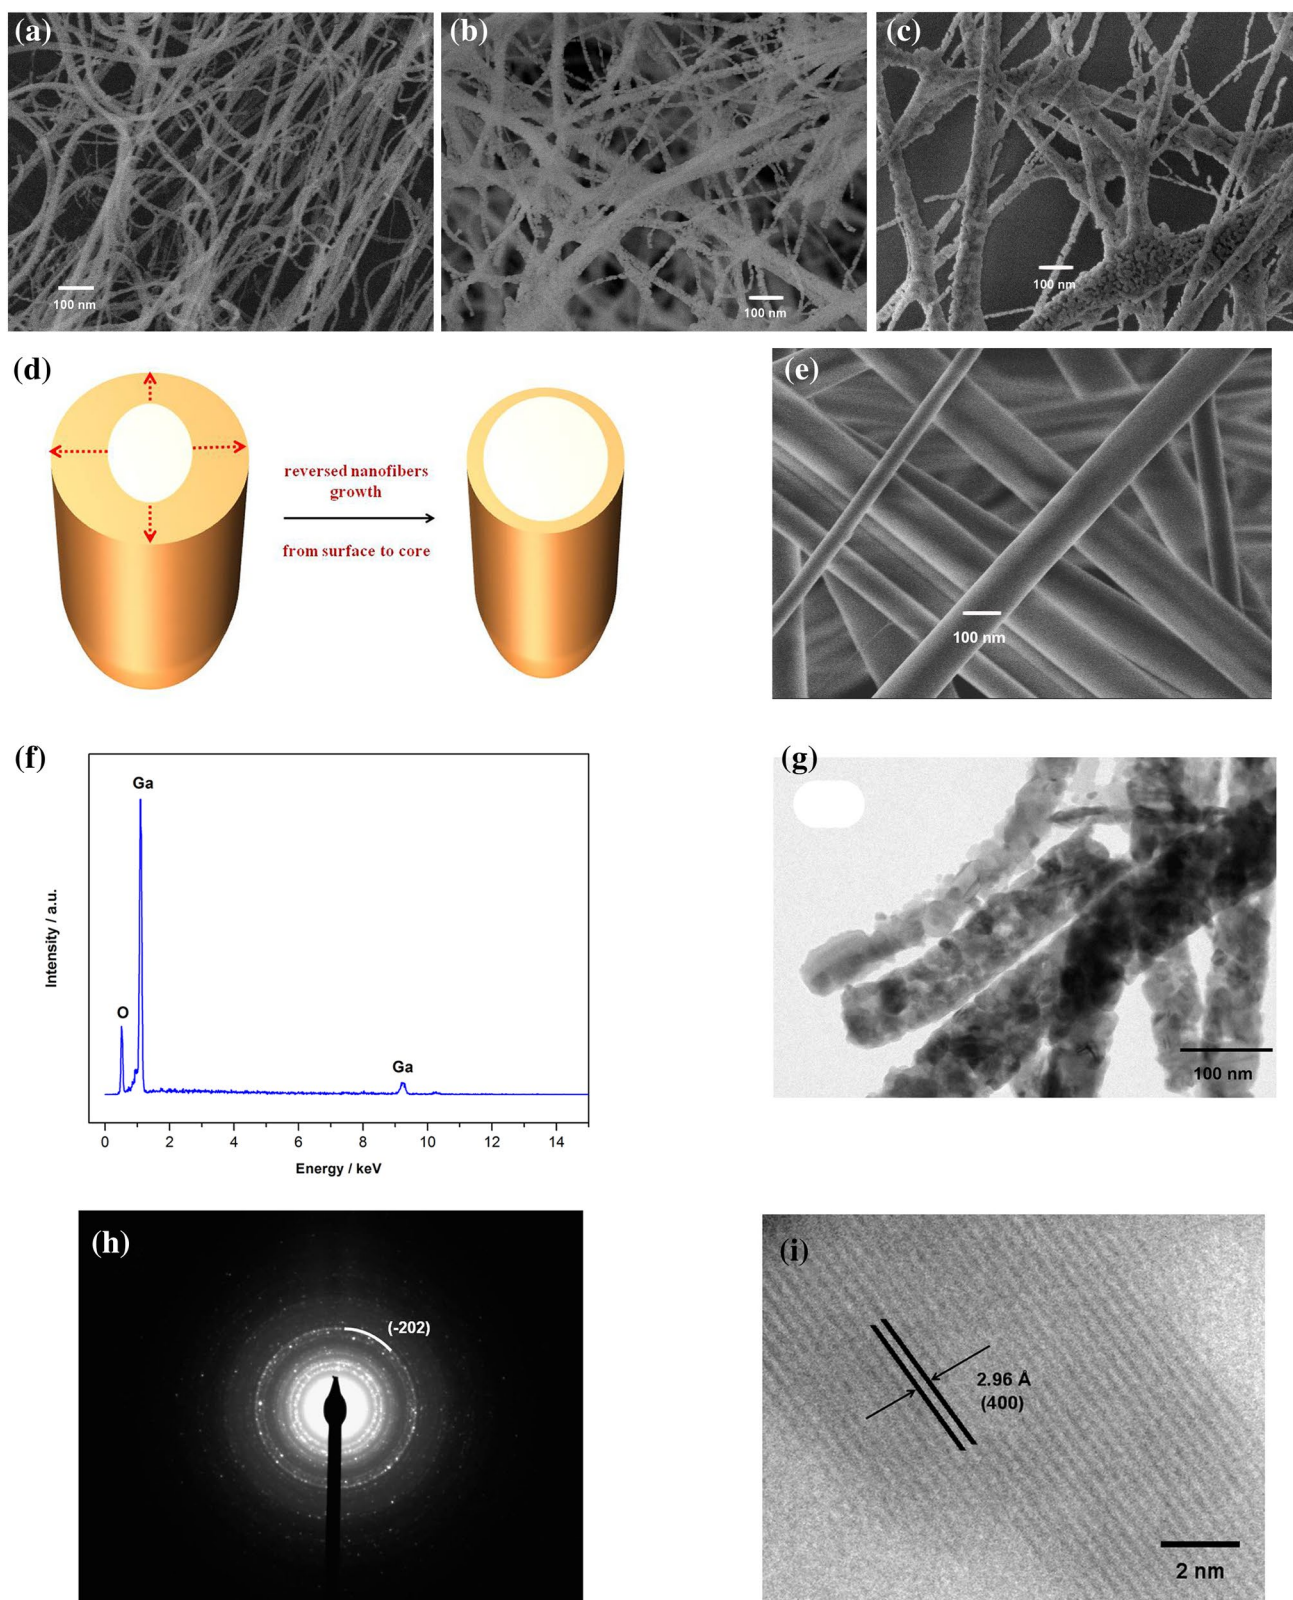 (a)
(b)
(c)
100 nm
100 nm
100 nm
(d)
reversed nanofibers
growth
from surface to core
(e)
100 nm
(f)
Ga
O
Ga
Intensity / a.u.
0 2 4 6 8 10 12 14
Energy / keV
(g)
100 nm
(h)
(-202)
(i)
2.96 Å
(400)
2 nm